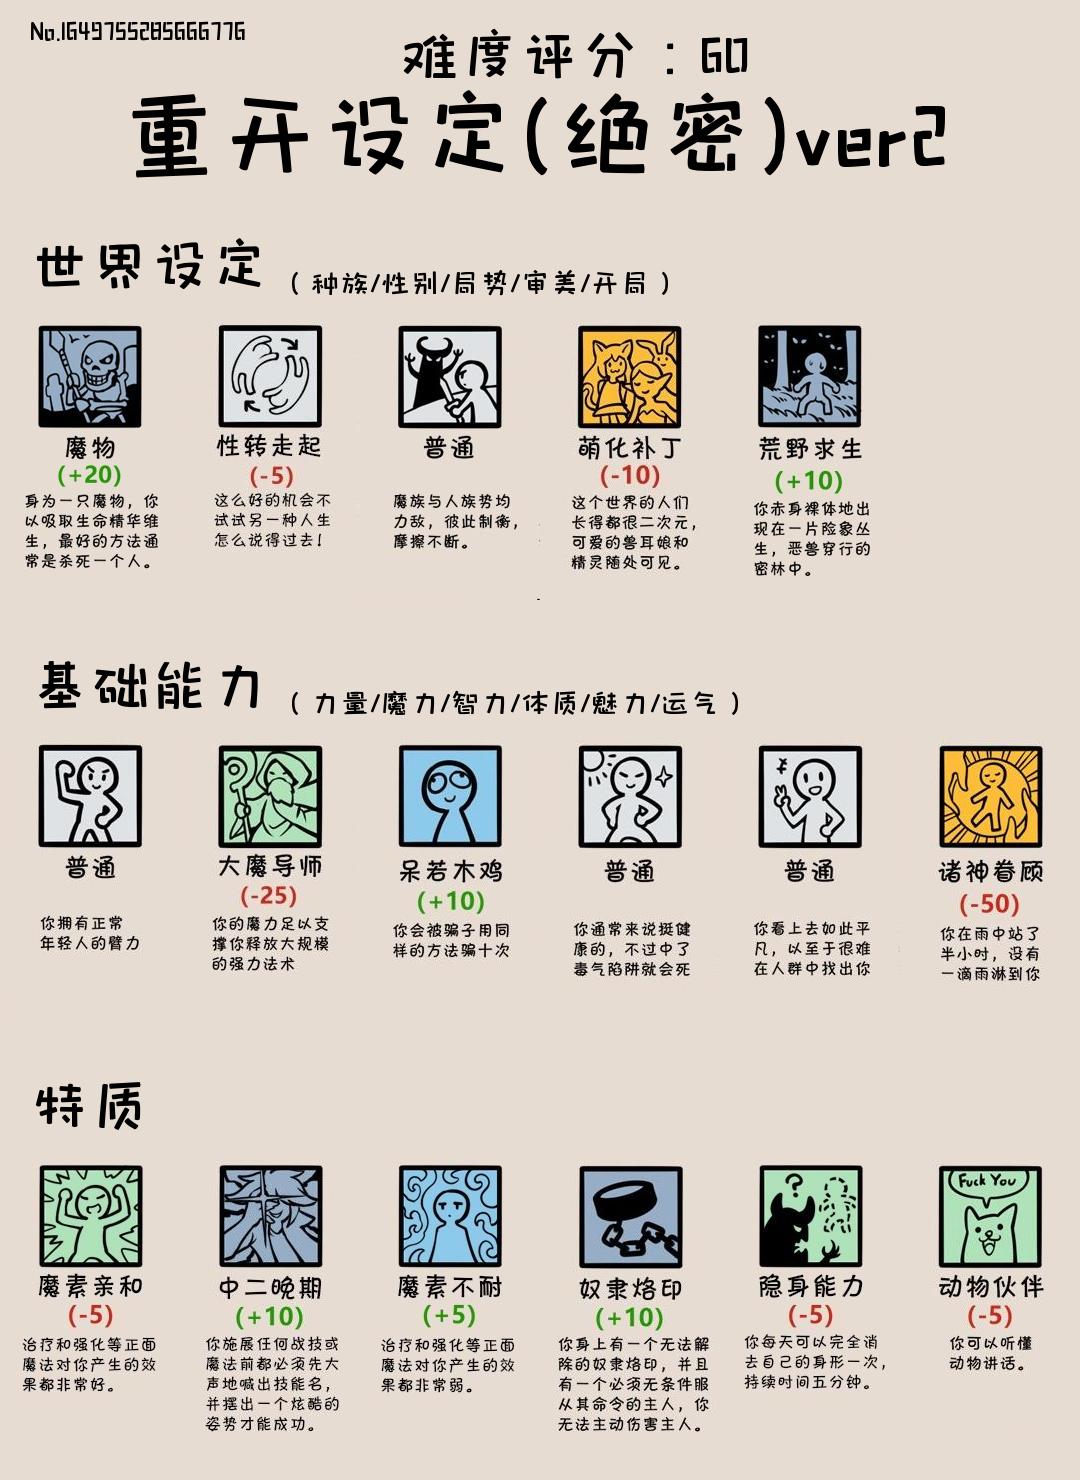 No.1649755285666776
难度评分：60
重开设定(绝密)ver2
世界设定（种族/性别/局势/审美/开局）
魔物
(+20)
身为一只魔物，你
以吸取生命精华维
生，最好的方法通
常是杀死一个人。
性转走起
(-5)
这么好的机会不
试试另一种人生
怎么说得过去！
普通
魔族与人族势均
力敌，彼此制衡，
摩擦不断。
萌化补丁
(-10)
这个世界的人们
长得都很二次元，
可爱的兽耳娘和
精灵随处可见。
荒野求生
(+10)
你赤身裸体地出
现在一片险象丛
生，恶兽穿行的
密林中。
基础能力（力量/魔力/智力/体质/魅力/运气）
普通
你拥有正常
年轻人的臂力
大魔导师
(-25)
你的魔力足以支
撑你释放大规模
的强力法术
呆若木鸡
(+10)
你会被骗子用同
样的方法骗十次
普通
你通常来说挺健
康的，不过中了
毒气陷阱就会死
普通
你看上去如此平
凡，以至于很难
在人群中找出你
诸神眷顾
(-50)
你在雨中站了
半小时，没有
一滴雨淋到你
特质
魔素亲和
(-5)
治疗和强化等正面
魔法对你产生的效
果都非常好。
中二晚期
(+10)
你施展任何战技或
魔法前都必须先大
声地喊出技能名，
并摆出一个炫酷的
姿势才能成功。
魔素不耐
(+5)
治疗和强化等正面
魔法对你产生的效
果都非常弱。
奴隶烙印
(+10)
你身上有一个无法解
除的奴隶烙印，并且
有一个必须无条件服
从其命令的主人，你
无法主动伤害主人。
?
隐身能力
(-5)
你每天可以完全消
去自己的身形一次，
持续时间五分钟。
Fuck You
动物伙伴
(-5)
你可以听懂
动物讲话。